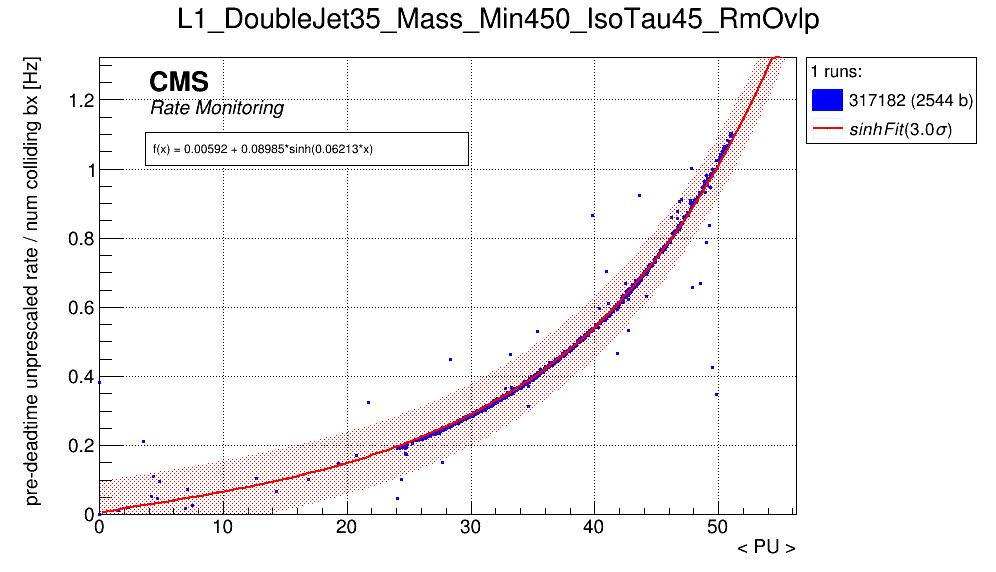 L1_DoubleJet35_Mass_Min450_IsoTau45_RmOvlp
pre-deadtime unprescaled rate / num colliding bx [Hz]
CMS
Rate Monitoring
f(x) = 0.00592 + 0.08985*sinh(0.06213*x)
1 runs:
317182 (2544 b)
sinhFit(3.0σ)
1.2
1
0.8
0.6
0.4
0.2
0
0 10 20 30 40 50
< PU >